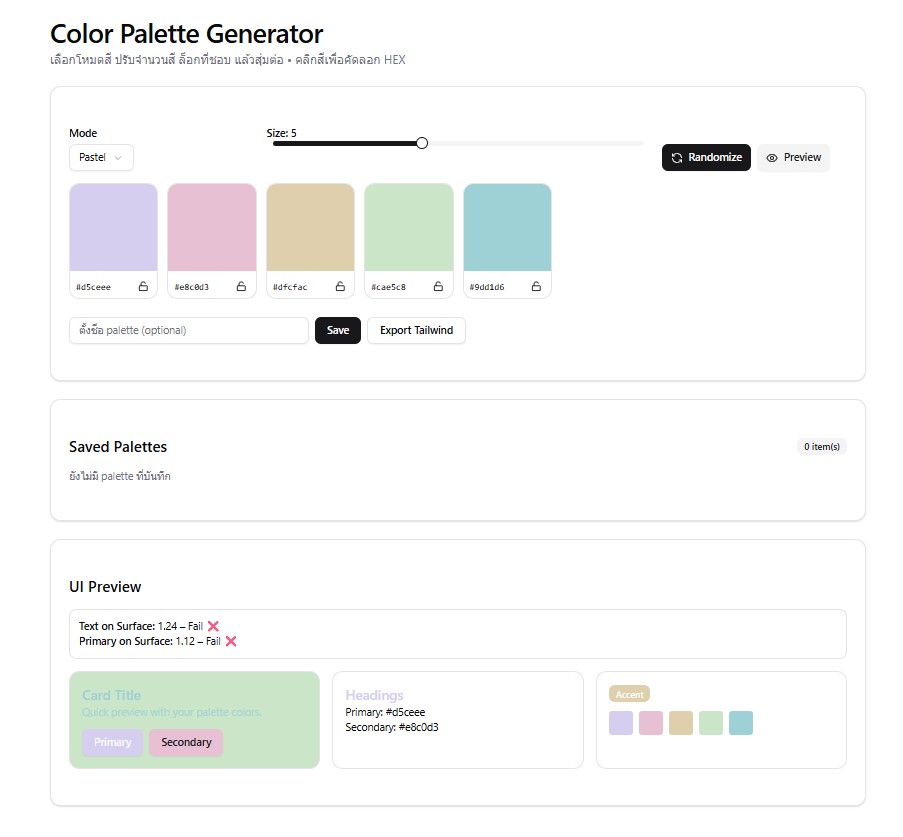 Color Palette Generator
เลือกโหมดสี ปรับจำนวนสี ล็อกที่ชอบ แล้วสุ่มต่อ • คลิกสีเพื่อคัดลอก HEX
Mode
Size: 5
Pastel
Randomize
Preview
#d5ceee
#e8c0d3
#dfcfac
#cae5c8
#9dd1d6
ตั้งชื่อ palette (optional)
Save
Export Tailwind
Saved Palettes
0 item(s)
ยังไม่มี palette ที่บันทึก
UI Preview
Text on Surface: 1.24 – Fail ❌
Primary on Surface: 1.12 – Fail ❌
Card Title
Quick preview with your palette colors.
Primary
Secondary
Headings
Primary: #d5ceee
Secondary: #e8c0d3
Accent